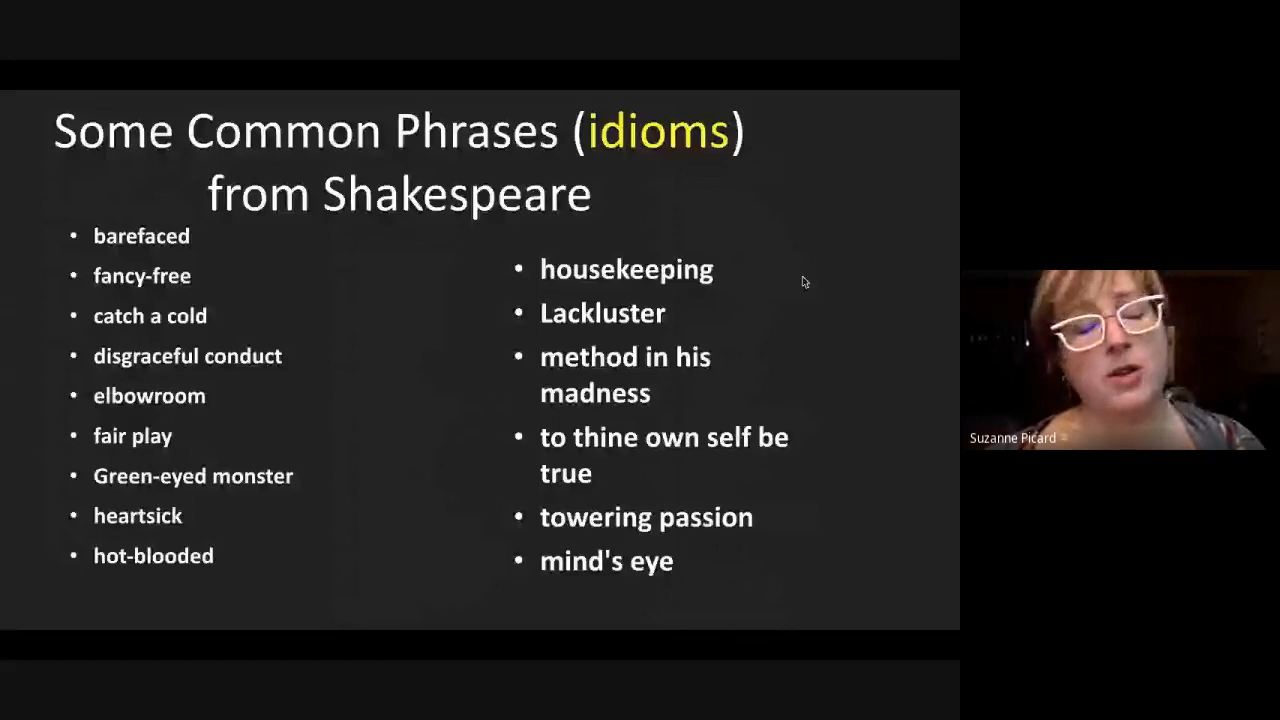 Some Common Phrases (idioms)
from Shakespeare
• barefaced
• fancy-free
• catch a cold
• disgraceful conduct
• elbowroom
• fair play
• Green-eyed monster
• heartsick
• hot-blooded
• housekeeping
• Lackluster
• method in his
madness
• to thine own self be
true
• towering passion
• mind's eye
Suzanne Picard